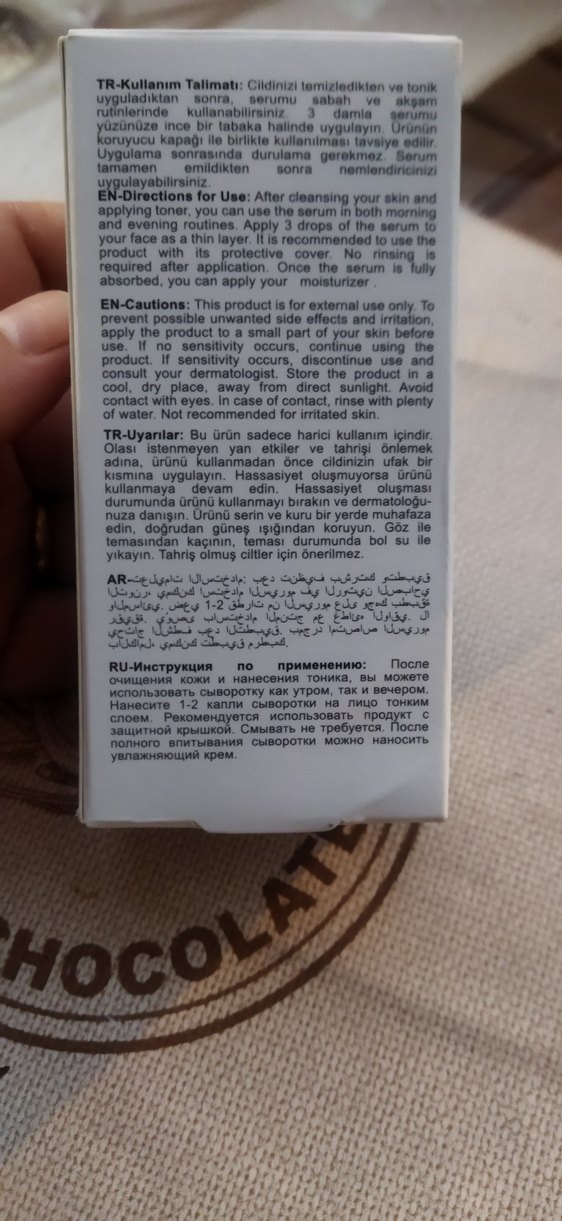 TR-Kullanım Talimatı: Cildinizi temizledikten ve tonik
uyguladıktan sonra, serumu sabah ve akşam
rutinlerinde kullanabilirsiniz. 3 damla serumu
yüzünüze ince bir tabaka halinde uygulayın. Ürünün
koruyucu kapağı ile birlikte kullanılması tavsiye edilir.
Uygulama sonrasında durulama gerekmez. Serum
tamamen emildikten sonra nemlendiricinizi
uygulayabilirsiniz.
EN-Directions for Use: After cleansing your skin and
applying toner, you can use the serum in both morning
and evening routines. Apply 3 drops of the serum to
your face as a thin layer. It is recommended to use the
product with its protective cover. No rinsing is
required after application. Once the serum is fully
absorbed, you can apply your moisturizer .
EN-Cautions: This product is for external use only. To
prevent possible unwanted side effects and irritation,
apply the product to a small part of your skin before
use. If no sensitivity occurs, continue using the
product. If sensitivity occurs, discontinue use and
consult your dermatologist. Store the product in a
cool, dry place, away from direct sunlight. Avoid
contact with eyes. In case of contact, rinse with plenty
of water. Not recommended for irritated skin.
TR-Uyarılar: Bu ürün sadece harici kullanım içindir.
Olası istenmeyen yan etkiler ve tahrişi önlemek
adına, ürünü kullanmadan önce cildinizin ufak bir
kısmına uygulayın. Hassasiyet oluşmuyorsa ürünü
kullanmaya devam edin. Hassasiyet oluşması
durumunda ürünü kullanmayı bırakın ve dermatoloğu-
nuza danışın. Ürünü serin ve kuru bir yerde muhafaza
edin, doğrudan güneş ışığından koruyun. Göz ile
temasından kaçının, teması durumunda bol su ile
yıkayın. Tahriş olmuş ciltler için önerilmez.
AR-تعليمات الاستخدام: بعد تنظيف بشرتك وتطبيق
التونر، يمكنك استخدام السيروم في الروتين الصباحي
والمسائي. ضعي 1-2 قطرات من السيروم على وجهك بطبقة
رقيقة. يُوصى باستخدام المنتج مع غطائه الواقي. لا
يحتاج الشطف بعد التطبيق. بمجرد امتصاص السيروم
بالكامل، يمكنك تطبيق مرطبك.
RU-Инструкция по применению: После
очищения кожи и нанесения тоника, вы можете
использовать сыворотку как утром, так и вечером.
Нанесите 1-2 капли сыворотки на лицо тонким
слоем. Рекомендуется использовать продукт с
защитной крышкой. Смывать не требуется. После
полного впитывания сыворотки можно наносить
увлажняющий крем.
CHOCOLATE